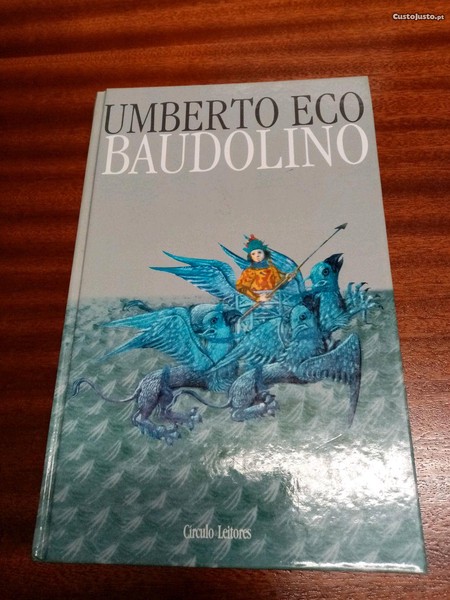 CustoJusto.pt
UMBERTO ECO
BAUDOLINO
Círculo Leitores